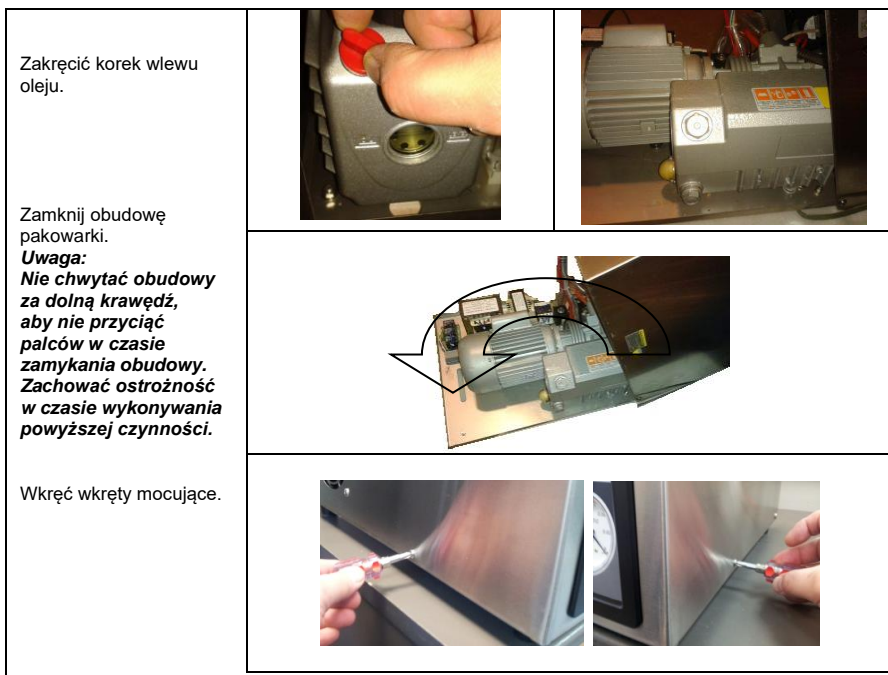 Zakręcić korek wlewu
oleju.
Zamknij obudowę
pakowarki.
Uwaga:
Nie chwytać obudowy
za dolną krawędź,
aby nie przyciąć
palców w czasie
zamykania obudowy.
Zachować ostrożność
w czasie wykonywania
powyższej czynności.
Wkręć wkręty mocujące.